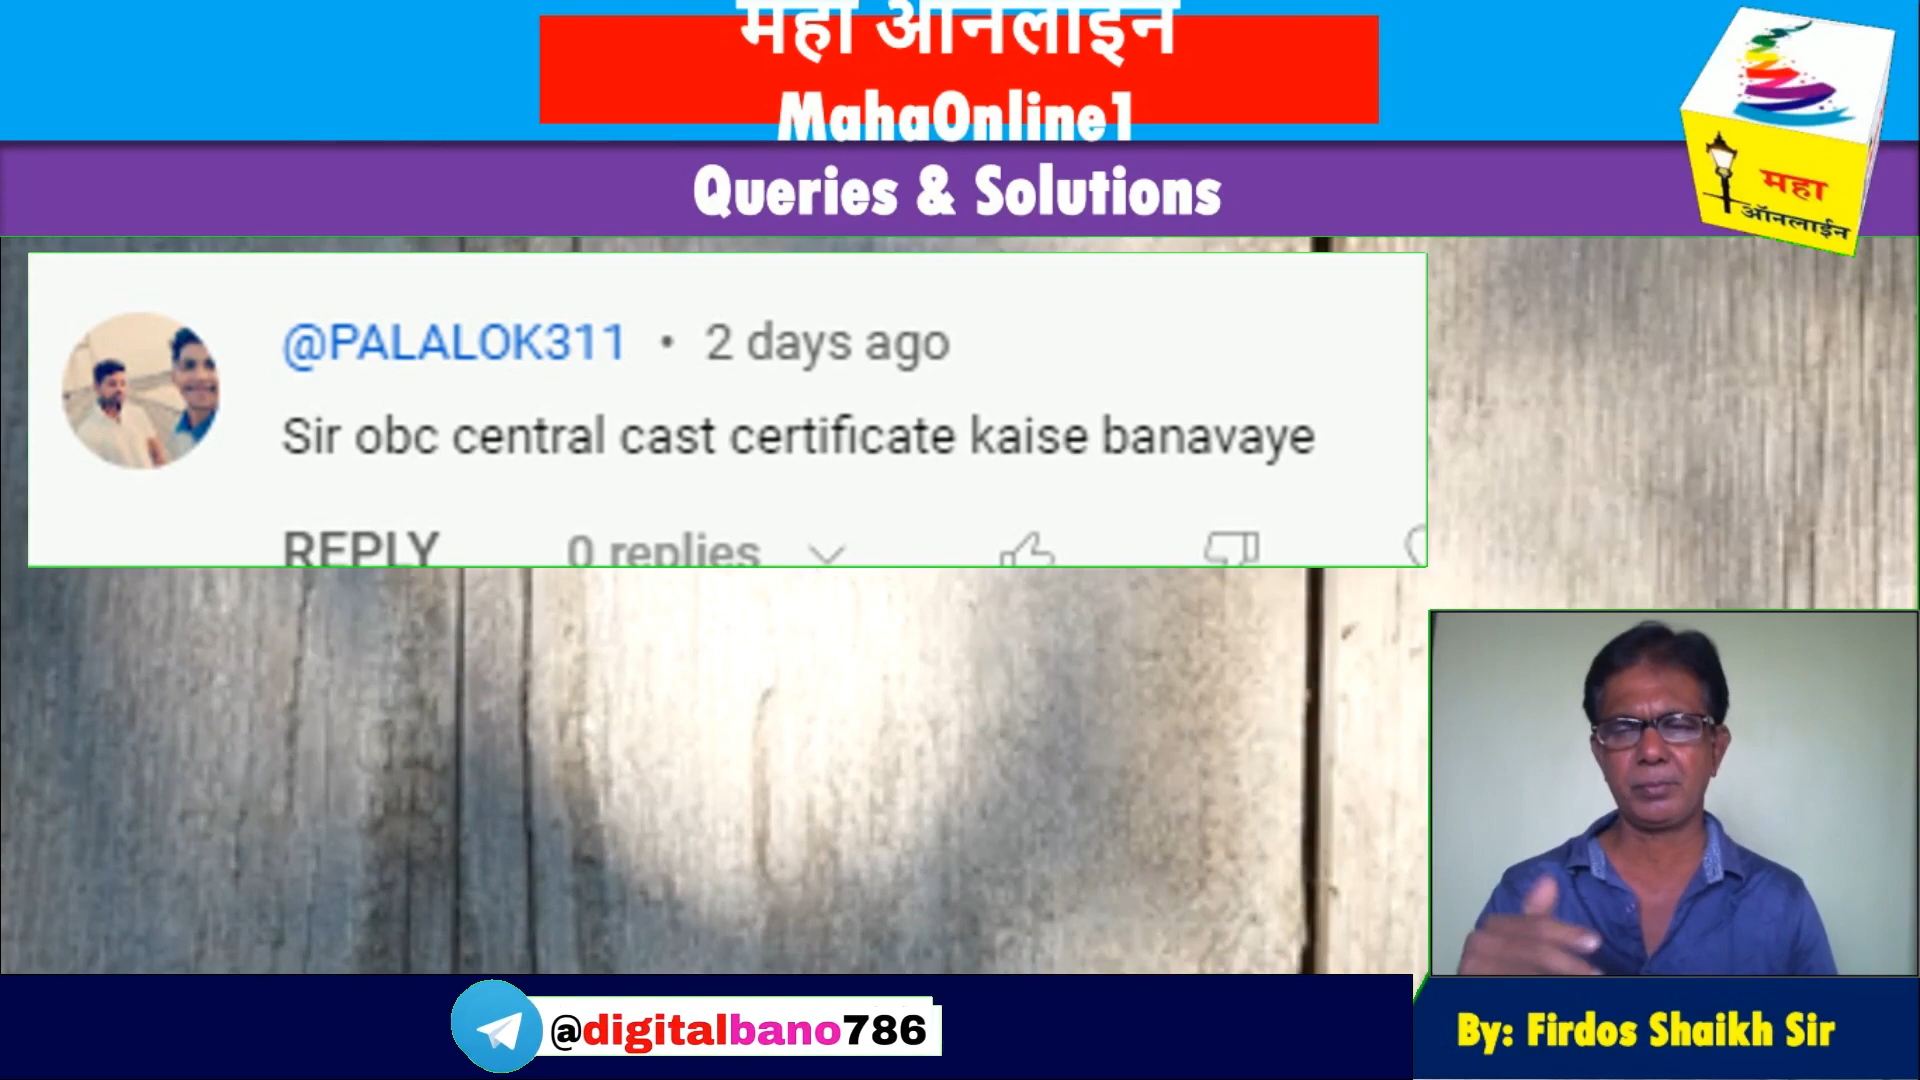 महा ऑनलाईन
MahaOnline1
Queries & Solutions
महा
ऑनलाईन
@PALALOK311 • 2 days ago
Sir obc central cast certificate kaise banavaye
REPLY 0 replies
@digitalbano786
By: Firdos Shaikh Sir